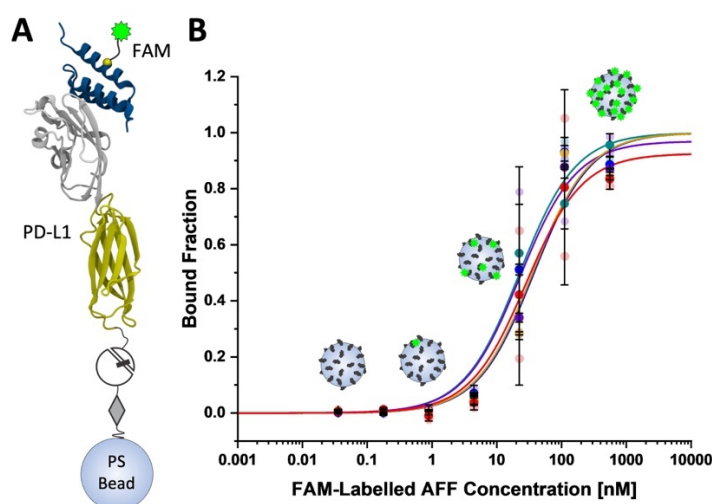 A
FAM
PD-L1
PS
Bead
B
1.2
1.0
0.8
0.6
0.4
0.2
0.0
Bound Fraction
0.001 0.01 0.1 1 10 100 1000 10000
FAM-Labelled AFF Concentration [nM]